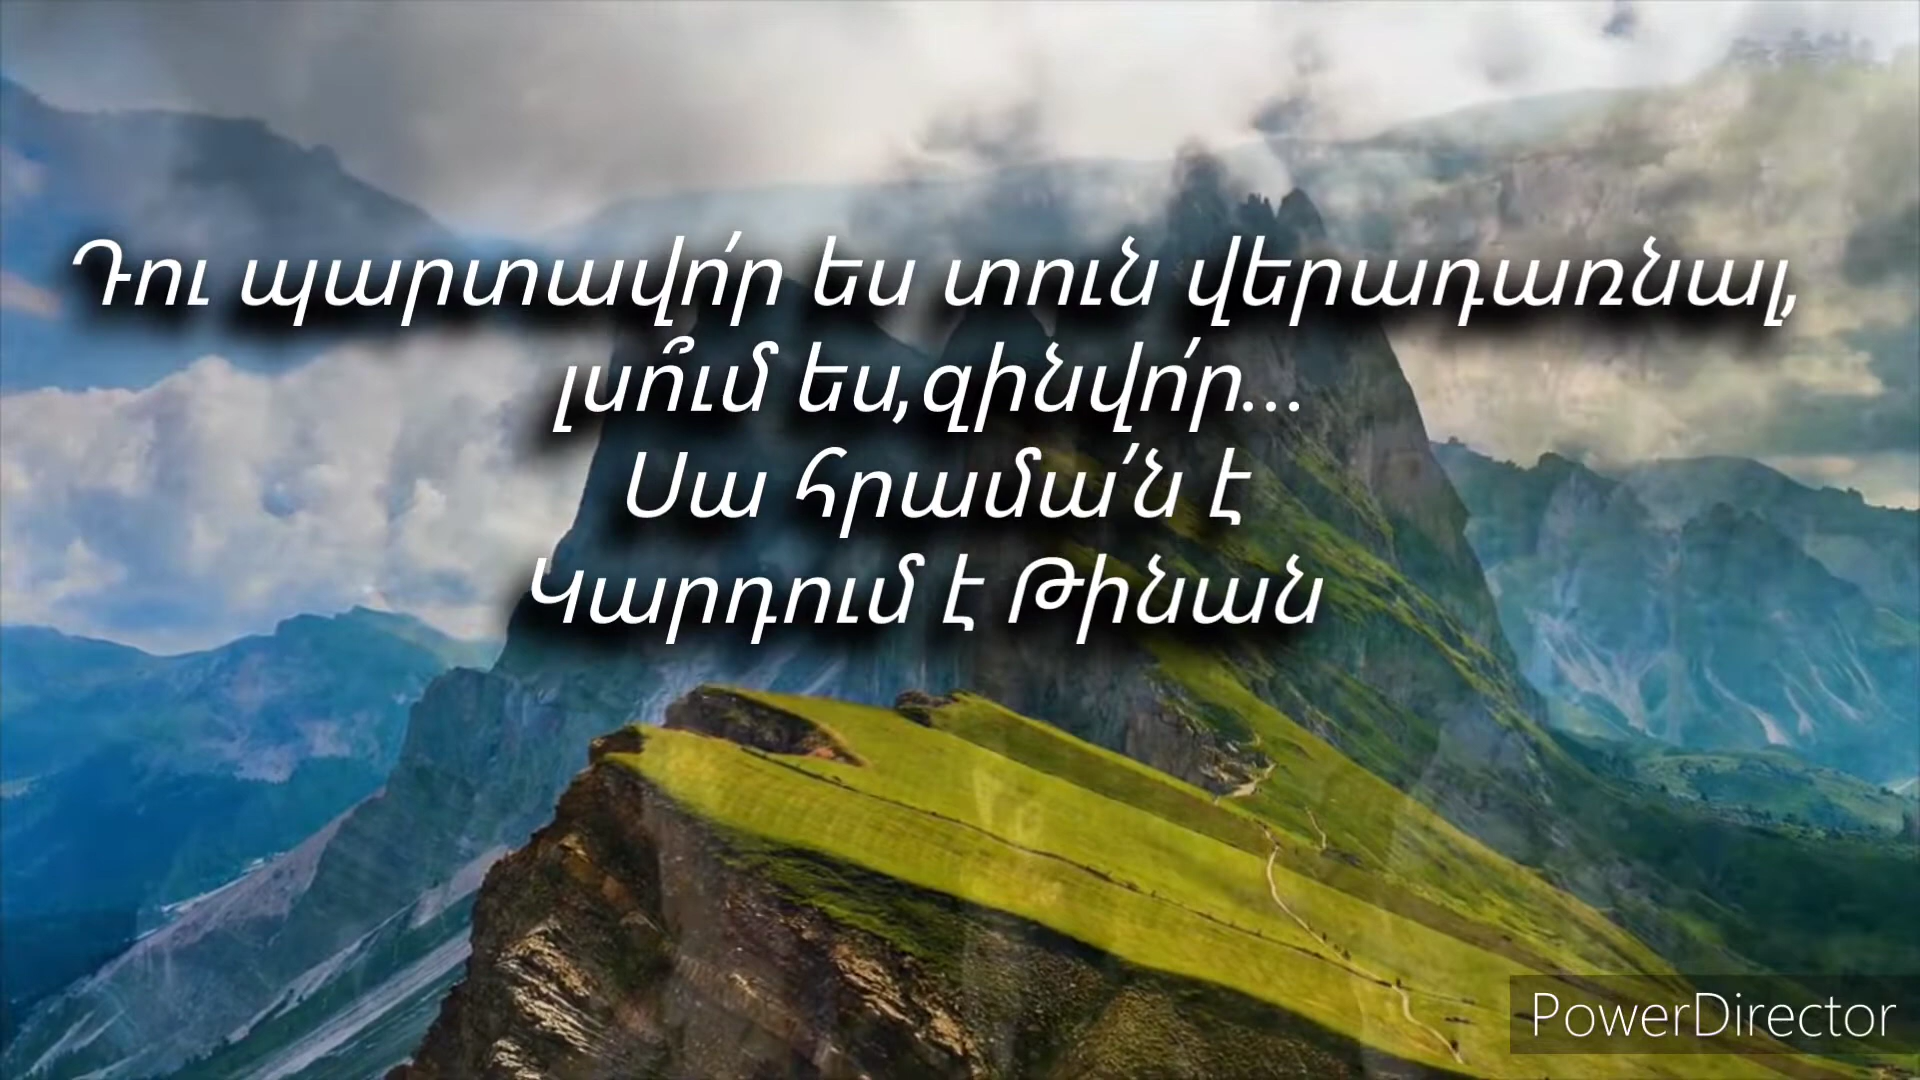 Դու պարտավո՛ր ես տուն վերադառնալ,
լսո՞ւմ ես,զինվո՛ր...
Սա հրամա՛ն է
Կարդում է Թինան
PowerDirector